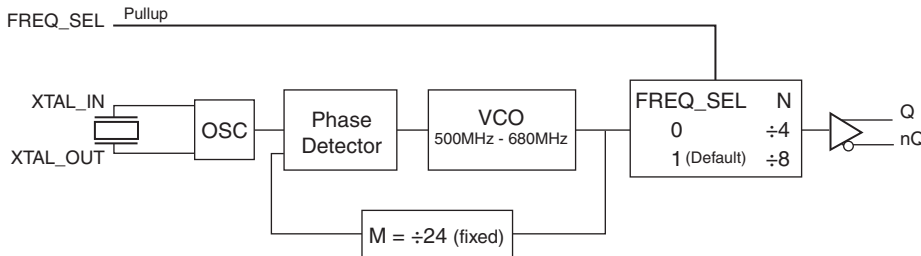 FREQ_SEL Pullup
XTAL_IN
XTAL_OUT
OSC
Phase
Detector
VCO
500MHz - 680MHz
FREQ_SEL N
0 ÷4
1 (Default) ÷8
Q
nQ
M = ÷24 (fixed)